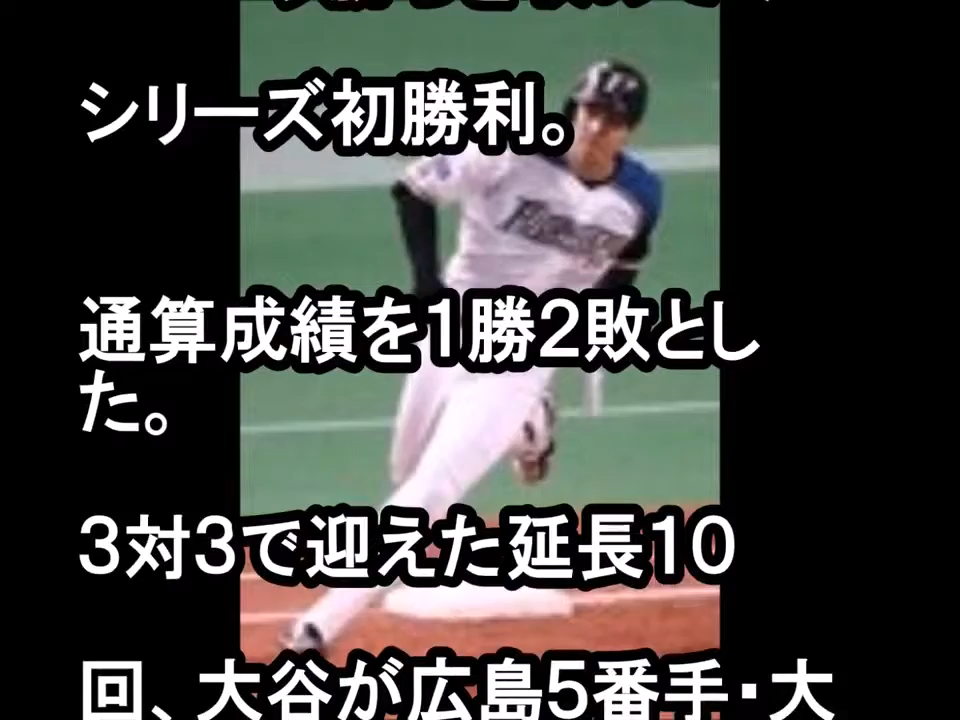 シリーズ初勝利。
通算成績を1勝2敗とし
た。
3対3で迎えた延長10
回、大谷が広島5番手・大